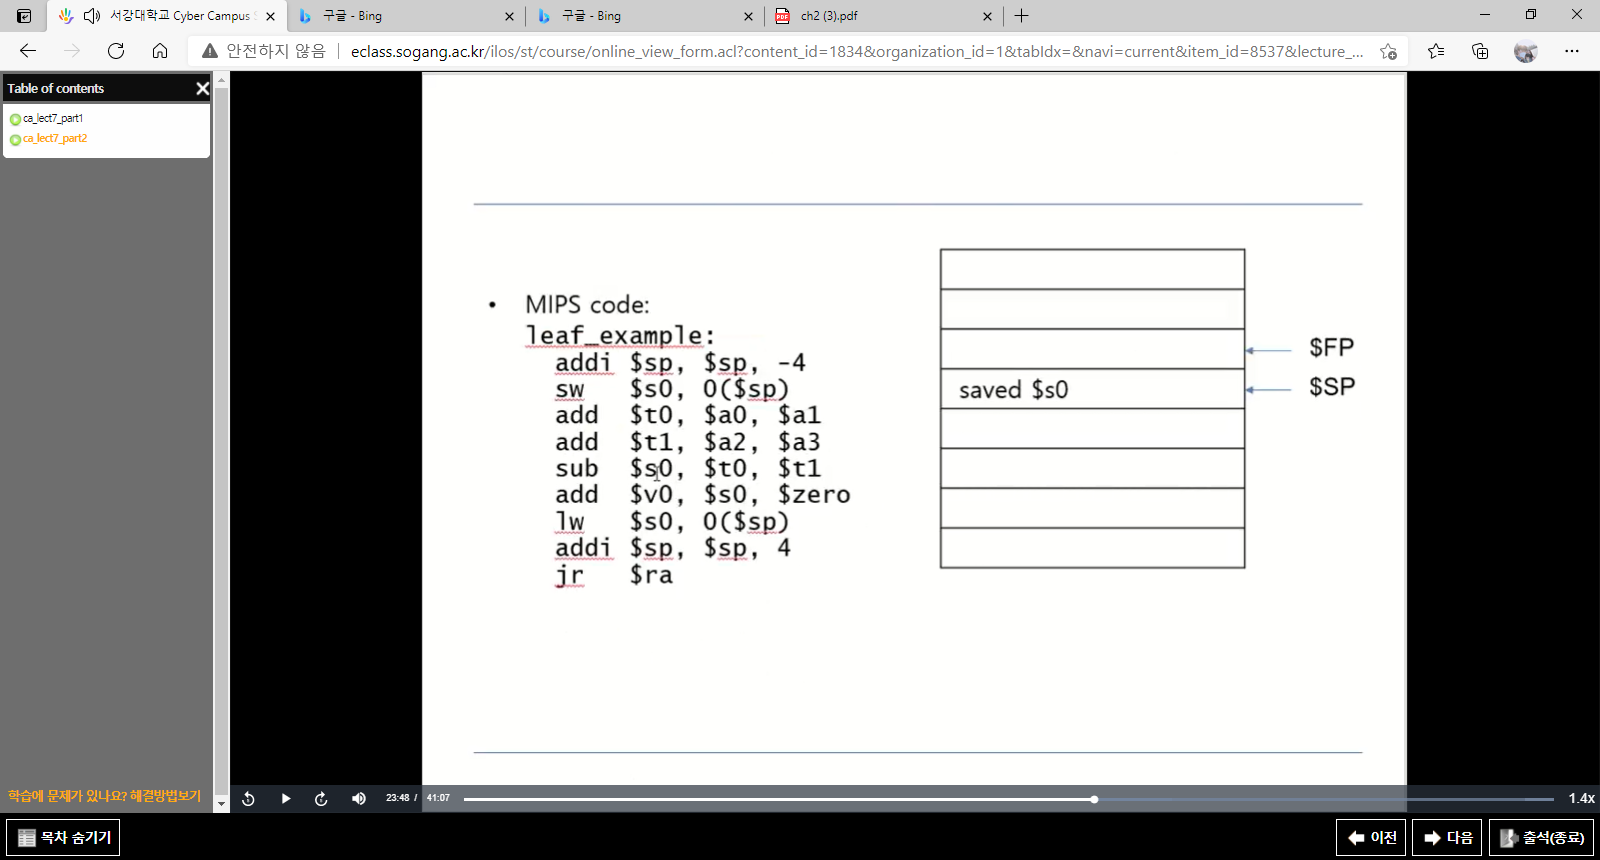 서강대학교 Cyber Campus
구글 - Bing
구글 - Bing
ch2 (3).pdf
안전하지 않음
eclass.sogang.ac.kr/ilos/st/course/online_view_form.acl?content_id=1834&organization_id=1&tabIdx=&navi=current&item_id=8537&lecture_...
Table of contents
ca_lect7_part1
ca_lect7_part2
• MIPS code:
leaf_example:
addi $sp, $sp, -4
sw $s0, 0($sp)
add $t0, $a0, $a1
add $t1, $a2, $a3
sub $s0, $t0, $t1
add $v0, $s0, $zero
lw $s0, 0($sp)
addi $sp, $sp, 4
jr $ra
$FP
saved $s0
$SP
학습에 문제가 있나요? 해결방법보기
23:48 / 41:07
1.4x
목차 숨기기
이전
다음
출석(종료)